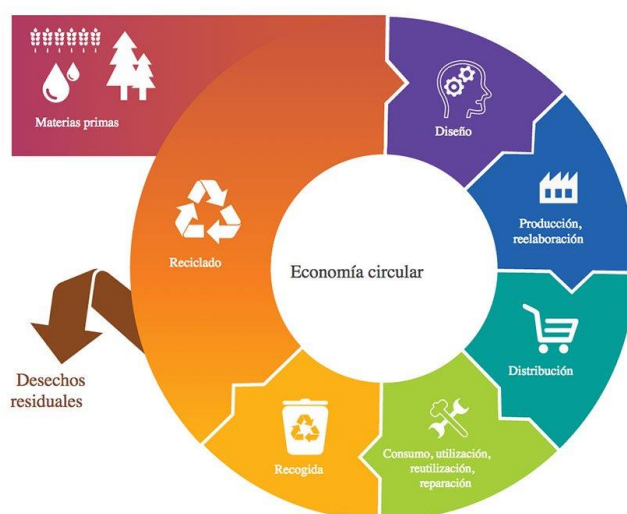 Materias primas
Diseño
Producción,
reelaboración
Distribución
Consumo, utilización,
reutilización,
reparación
Recogida
Reciclado
Desechos
residuales
Economía circular